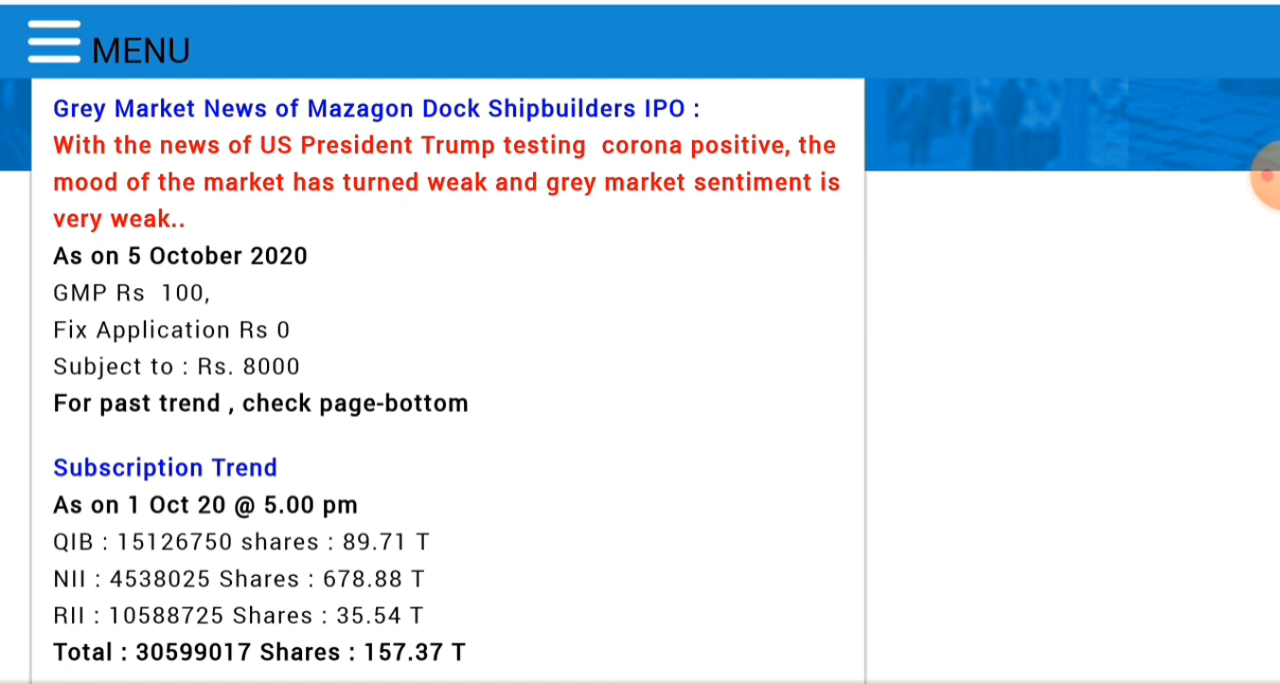 MENU
Grey Market News of Mazagon Dock Shipbuilders IPO :
With the news of US President Trump testing corona positive, the
mood of the market has turned weak and grey market sentiment is
very weak..
As on 5 October 2020
GMP Rs 100,
Fix Application Rs 0
Subject to : Rs. 8000
For past trend , check page-bottom
Subscription Trend
As on 1 Oct 20 @ 5.00 pm
QIB : 15126750 shares : 89.71 T
NII : 4538025 Shares : 678.88 T
RII : 10588725 Shares : 35.54 T
Total : 30599017 Shares : 157.37 T